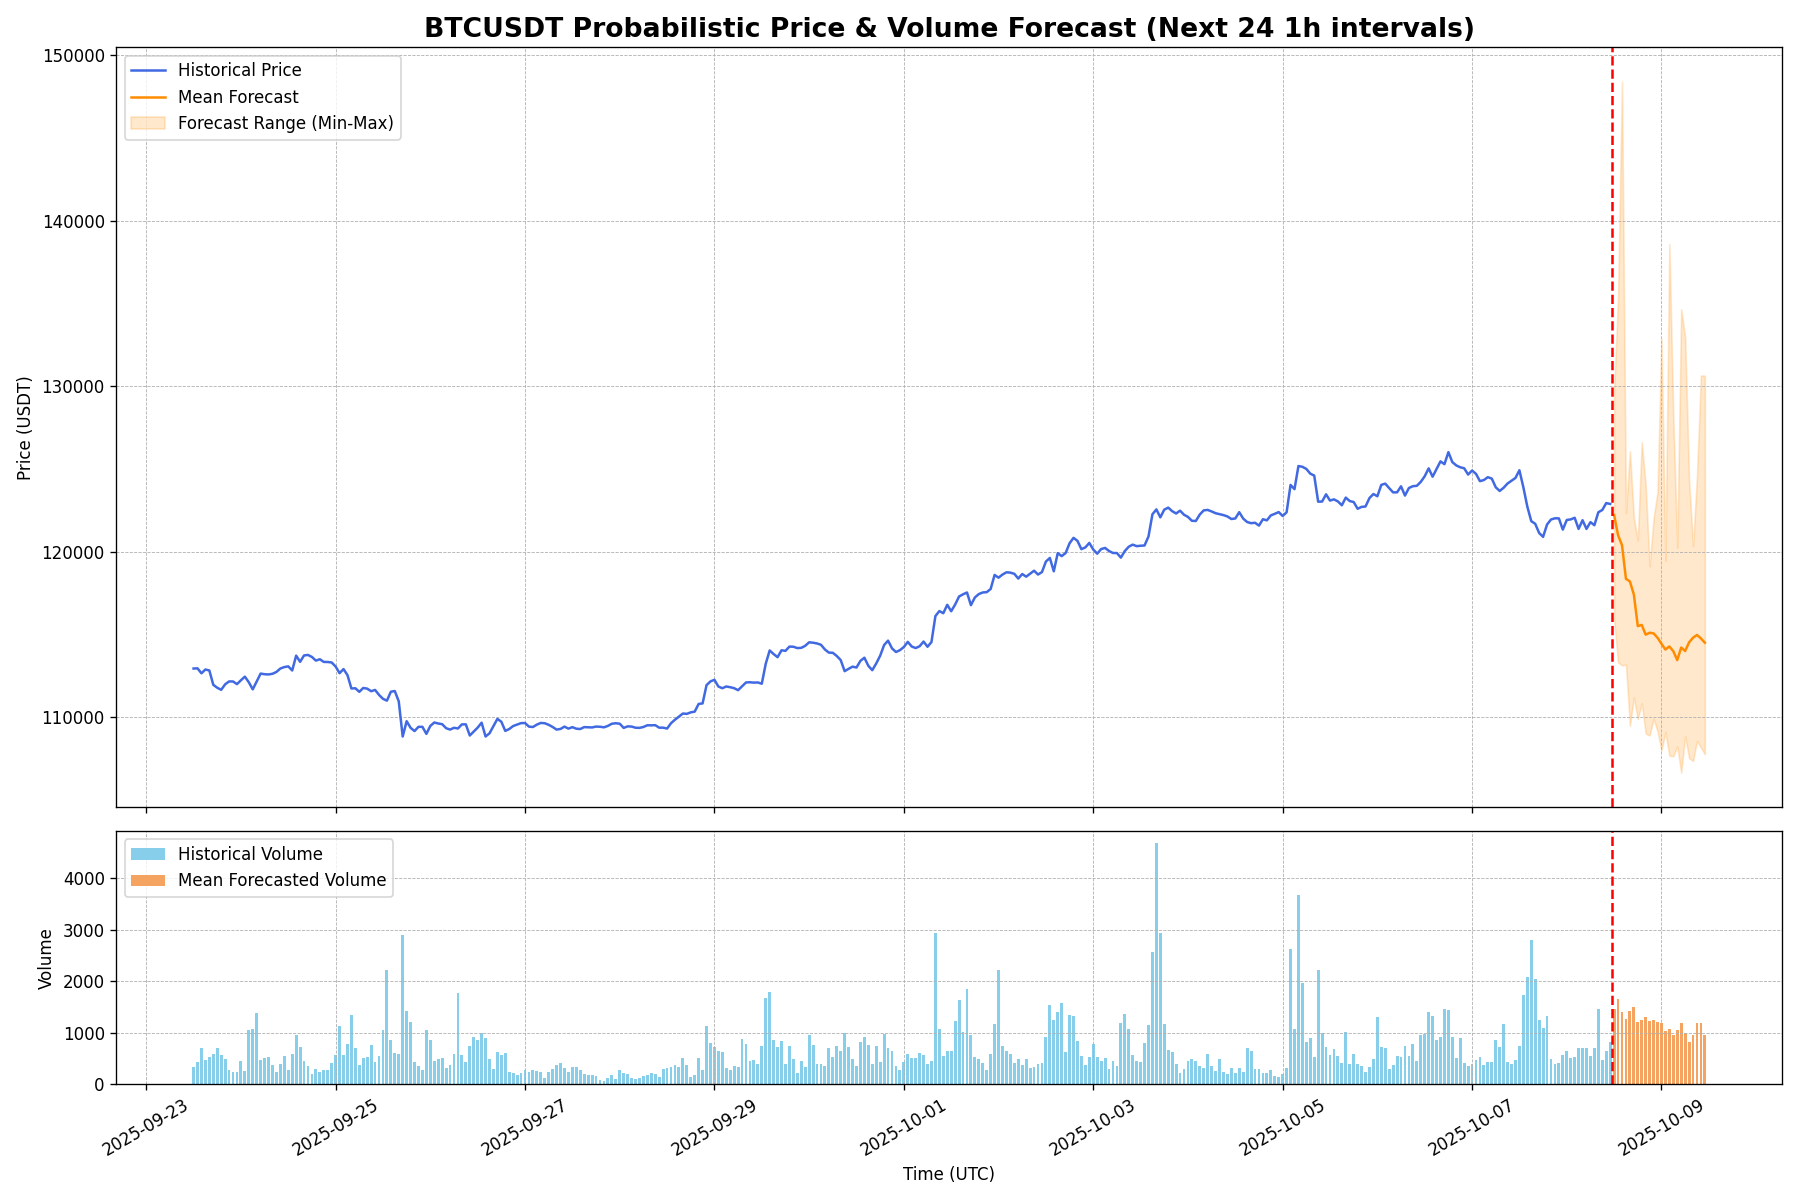 BTCUSDT Probabilistic Price & Volume Forecast (Next 24 1h intervals)
Historical Price
Mean Forecast
Forecast Range (Min-Max)
150000
140000
130000
120000
110000
Price (USDT)
Historical Volume
Mean Forecasted Volume
4000
3000
2000
1000
0
Volume
2025-09-23
2025-09-25
2025-09-27
2025-09-29
2025-10-01
2025-10-03
2025-10-05
2025-10-07
2025-10-09
Time (UTC)